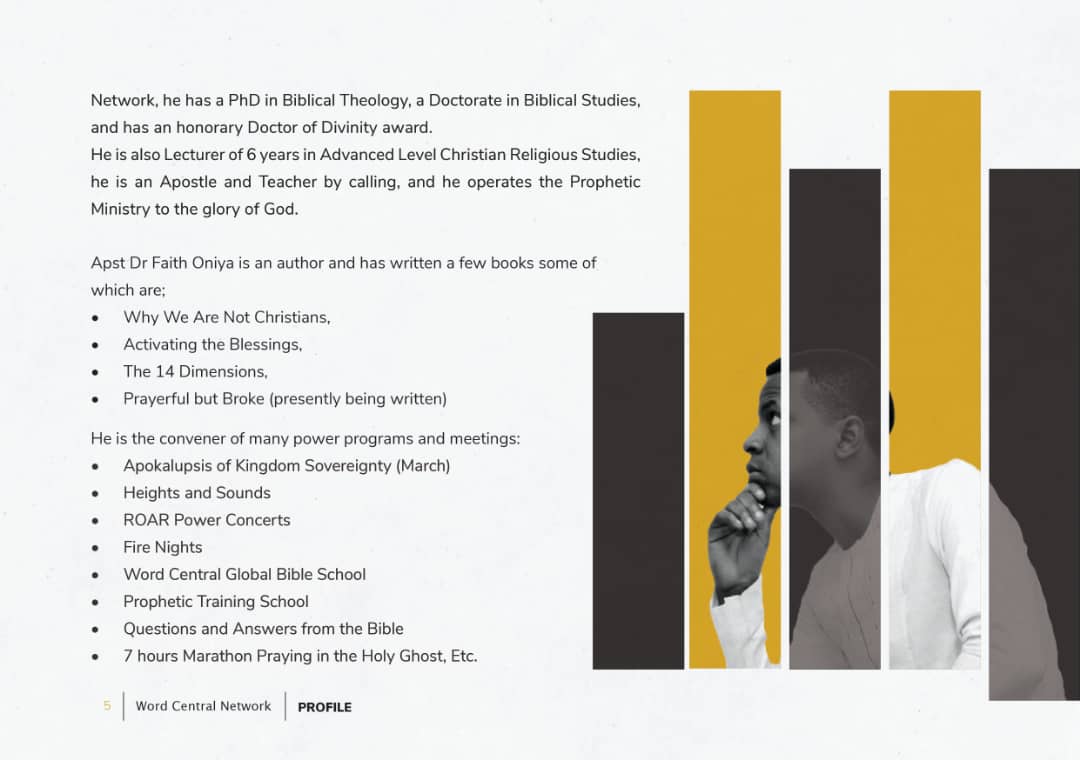 Network, he has a PhD in Biblical Theology, a Doctorate in Biblical Studies,
and has an honorary Doctor of Divinity award.
He is also Lecturer of 6 years in Advanced Level Christian Religious Studies,
he is an Apostle and Teacher by calling, and he operates the Prophetic
Ministry to the glory of God.
Apst Dr Faith Oniya is an author and has written a few books some of
which are;
• Why We Are Not Christians,
• Activating the Blessings,
• The 14 Dimensions,
• Prayerful but Broke (presently being written)
He is the convener of many power programs and meetings:
• Apokalupsis of Kingdom Sovereignty (March)
• Heights and Sounds
• ROAR Power Concerts
• Fire Nights
• Word Central Global Bible School
• Prophetic Training School
• Questions and Answers from the Bible
• 7 hours Marathon Praying in the Holy Ghost, Etc.
5 | Word Central Network | PROFILE